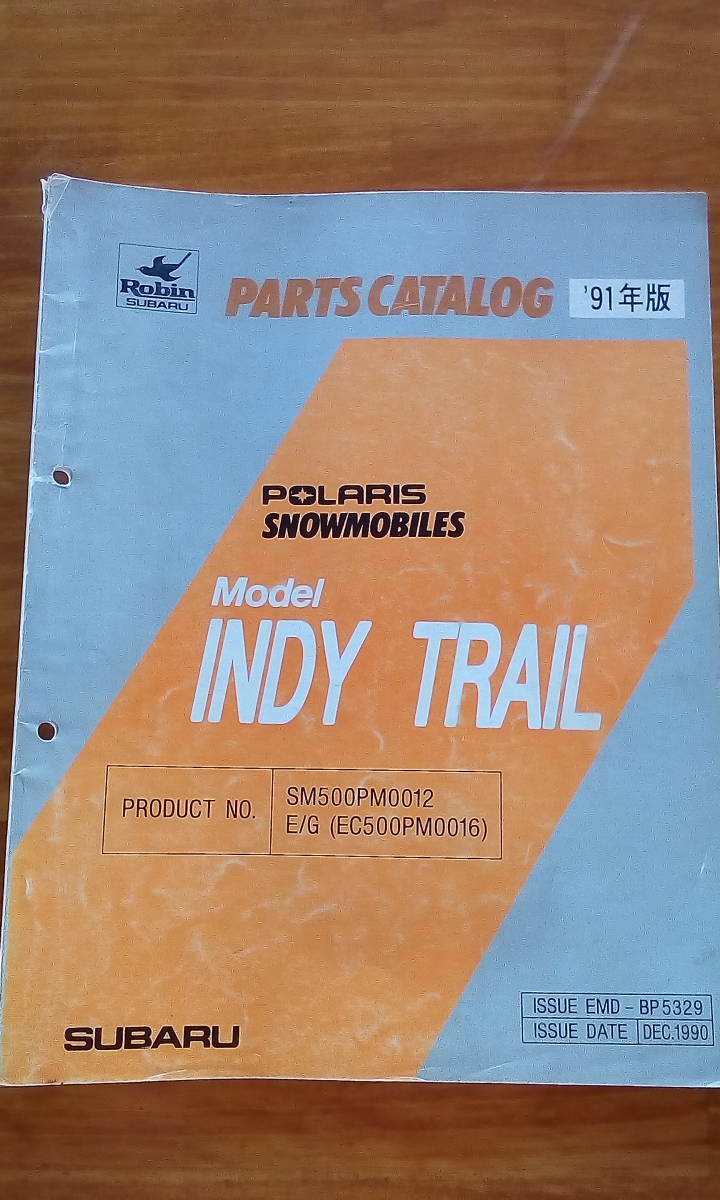 Robin
SUBARU
PARTS CATALOG '91年版
POLARIS
SNOWMOBILES
Model
INDY TRAIL
PRODUCT NO.
SM500PM0012
E/G (EC500PM0016)
SUBARU
ISSUE EMD - BP5329
ISSUE DATE DEC.1990